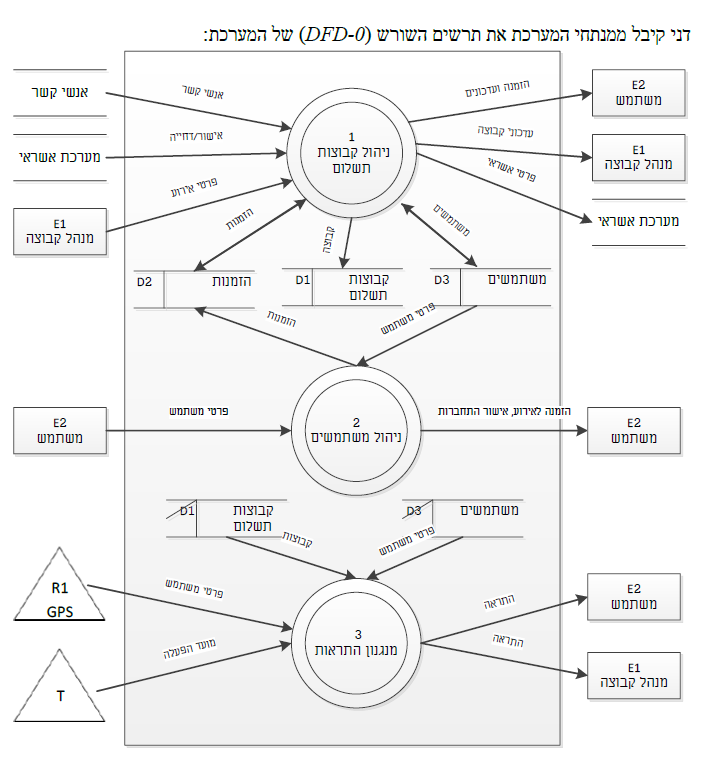 דני קיבל ממנתחי המערכת את תרשים השורש (DFD-0) של המערכת:
אנשי קשר
מערכת אשראי
E1
מנהל קבוצה
אנשי קשר
אישור/דחייה
פרטי אירוע
1
ניהול קבוצות
תשלום
הזמנה ועדכונים
עדכוני קבוצה
פרטי אשראי
E2
משתמש
E1
מנהל קבוצה
מערכת אשראי
הזמנות
קבוצה
משתמשים
D2
הזמנות
D1
קבוצות
תשלום
D3
משתמשים
הזמנות
פרטי משתמש
E2
משתמש
פרטי משתמש
2
ניהול משתמשים
הזמנה לאירוע, אישור התחברות
E2
משתמש
D1
קבוצות
תשלום
D3
משתמשים
קבוצות
פרטי משתמש
R1
GPS
פרטי משתמש
T
מועד הפעלה
3
מנגנון התראות
התראה
התראה
E2
משתמש
E1
מנהל קבוצה